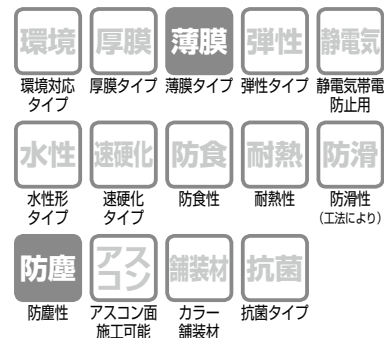 環境 厚膜 薄膜 弾性 静電気
環境対応 厚膜タイプ 薄膜タイプ 弾性タイプ 静電気帯電
タイプ 防止用
水性 速硬化 防食 耐熱 防滑
水性形 速硬化 防食性 耐熱性 防滑性
タイプ タイプ (工法により)
防塵 アス 舗装材 抗菌
コン
防塵性 アスコン面 カラー 抗菌タイプ
施工可能 舗装材